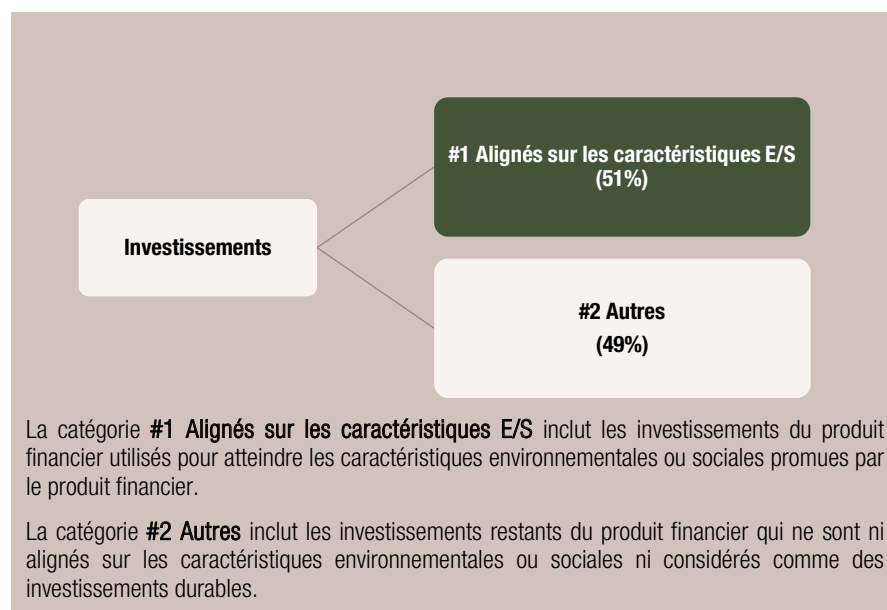 #1 Alignés sur les caractéristiques E/S
(51%)
Investissements
#2 Autres
(49%)
La catégorie #1 Alignés sur les caractéristiques E/S inclut les investissements du produit
financier utilisés pour atteindre les caractéristiques environnementales ou sociales promues par
le produit financier.
La catégorie #2 Autres inclut les investissements restants du produit financier qui ne sont ni
alignés sur les caractéristiques environnementales ou sociales ni considérés comme des
investissements durables.